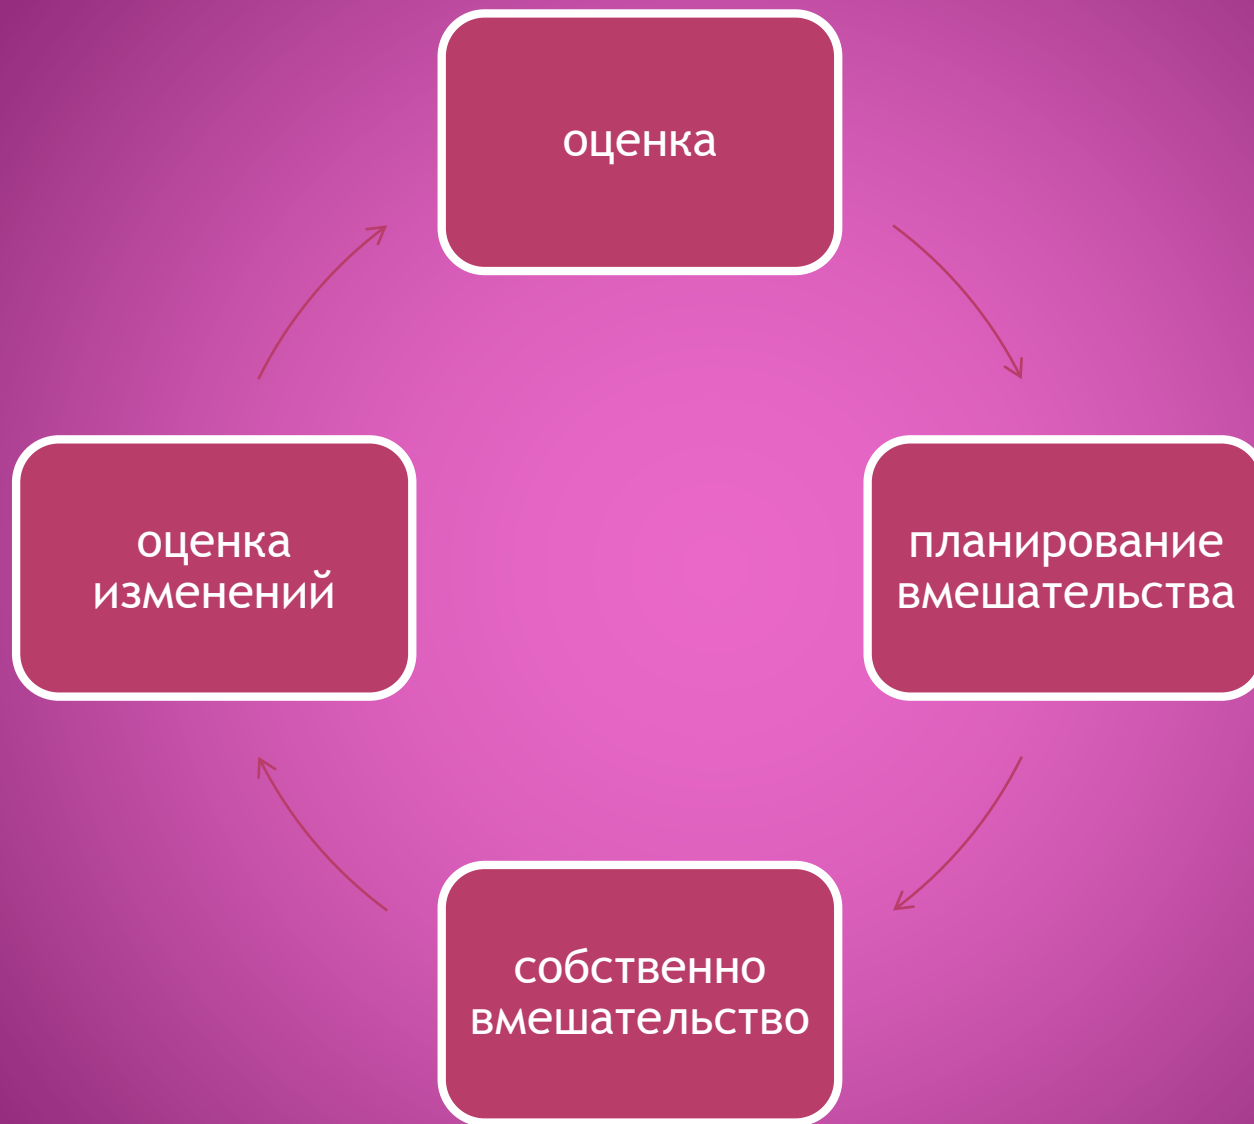 оценка
оценка
изменений
планирование
вмешательства
собственно
вмешательство